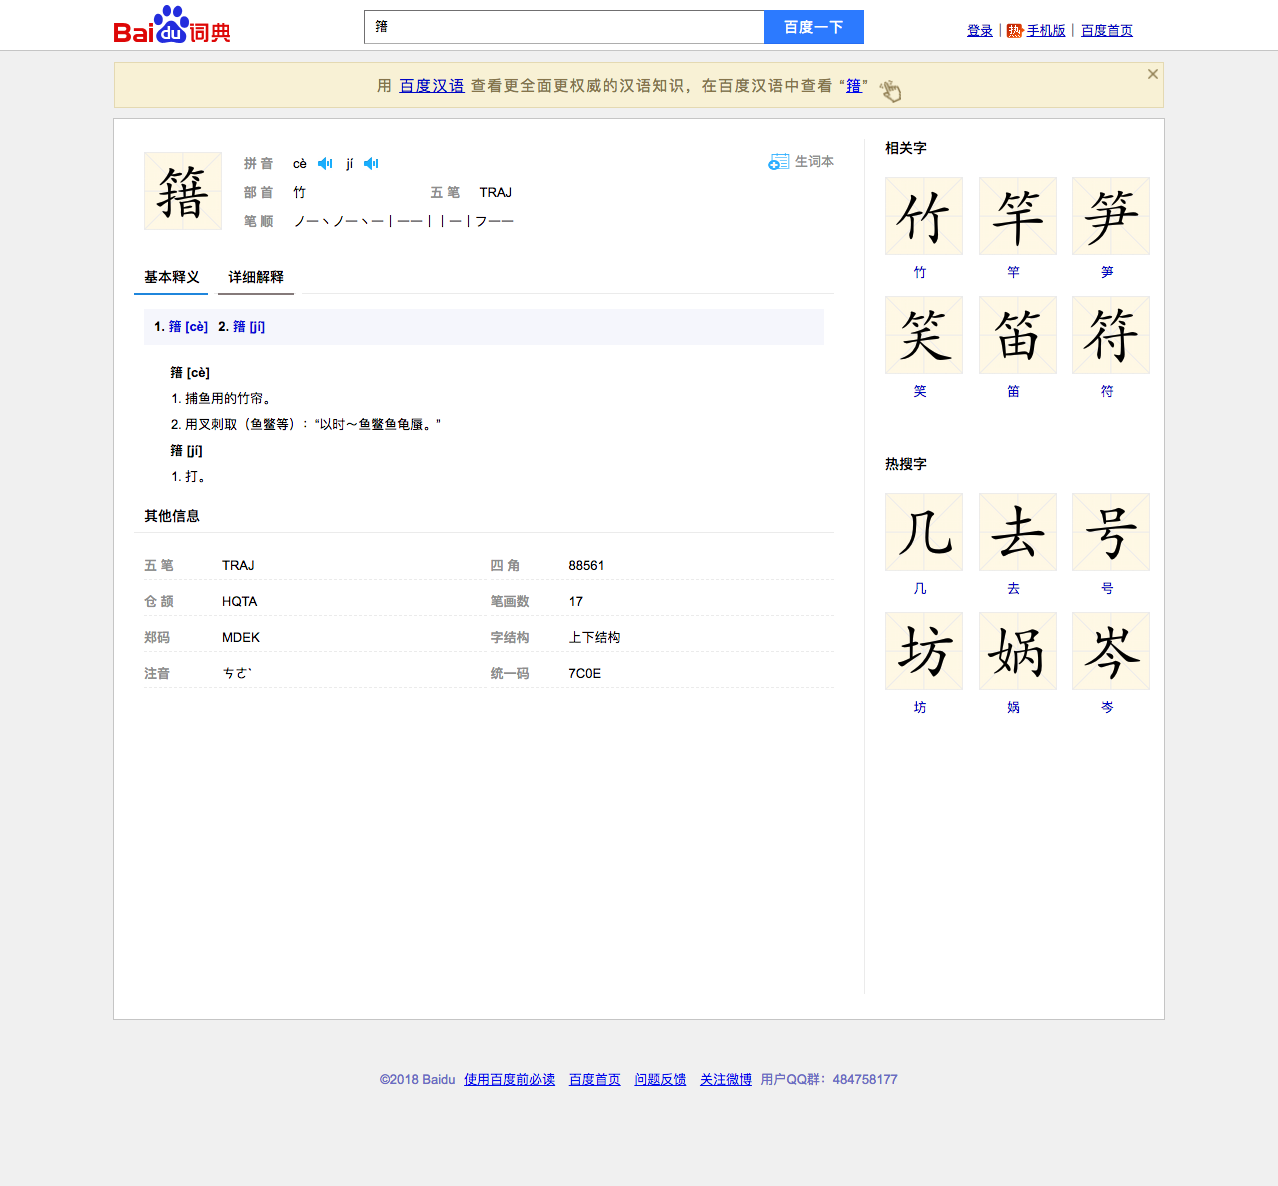 Baidu词典
簎
百度一下
登录 | 热 手机版 | 百度首页
用 百度汉语 查看更全面更权威的汉语知识，在百度汉语中查看 “簎”
簎
拼 音 cè jí
生词本
部 首 竹 五 笔 TRAJ
笔 顺 ノ一丶ノ一丶一丨一一丨丨一丨フ一一
基本释义 详细解释
1. 簎 [cè] 2. 簎 [jí]
簎 [cè]
1. 捕鱼用的竹帘。
2. 用叉刺取（鱼鳖等）：“以时～鱼鳖鱼龟蜃。”
簎 [jí]
1. 打。
其他信息
五 笔 TRAJ 四 角 88561
仓 颉 HQTA 笔画数 17
郑码 MDEK 字结构 上下结构
注音 ㄘㄜˋ 统一码 7C0E
相关字
竹 竿 笋
竹 竿 笋
笑 笛 符
笑 笛 符
热搜字
几 去 号
几 去 号
坊 娲 岑
坊 娲 岑
©2018 Baidu 使用百度前必读 百度首页 问题反馈 关注微博 用户QQ群：484758177